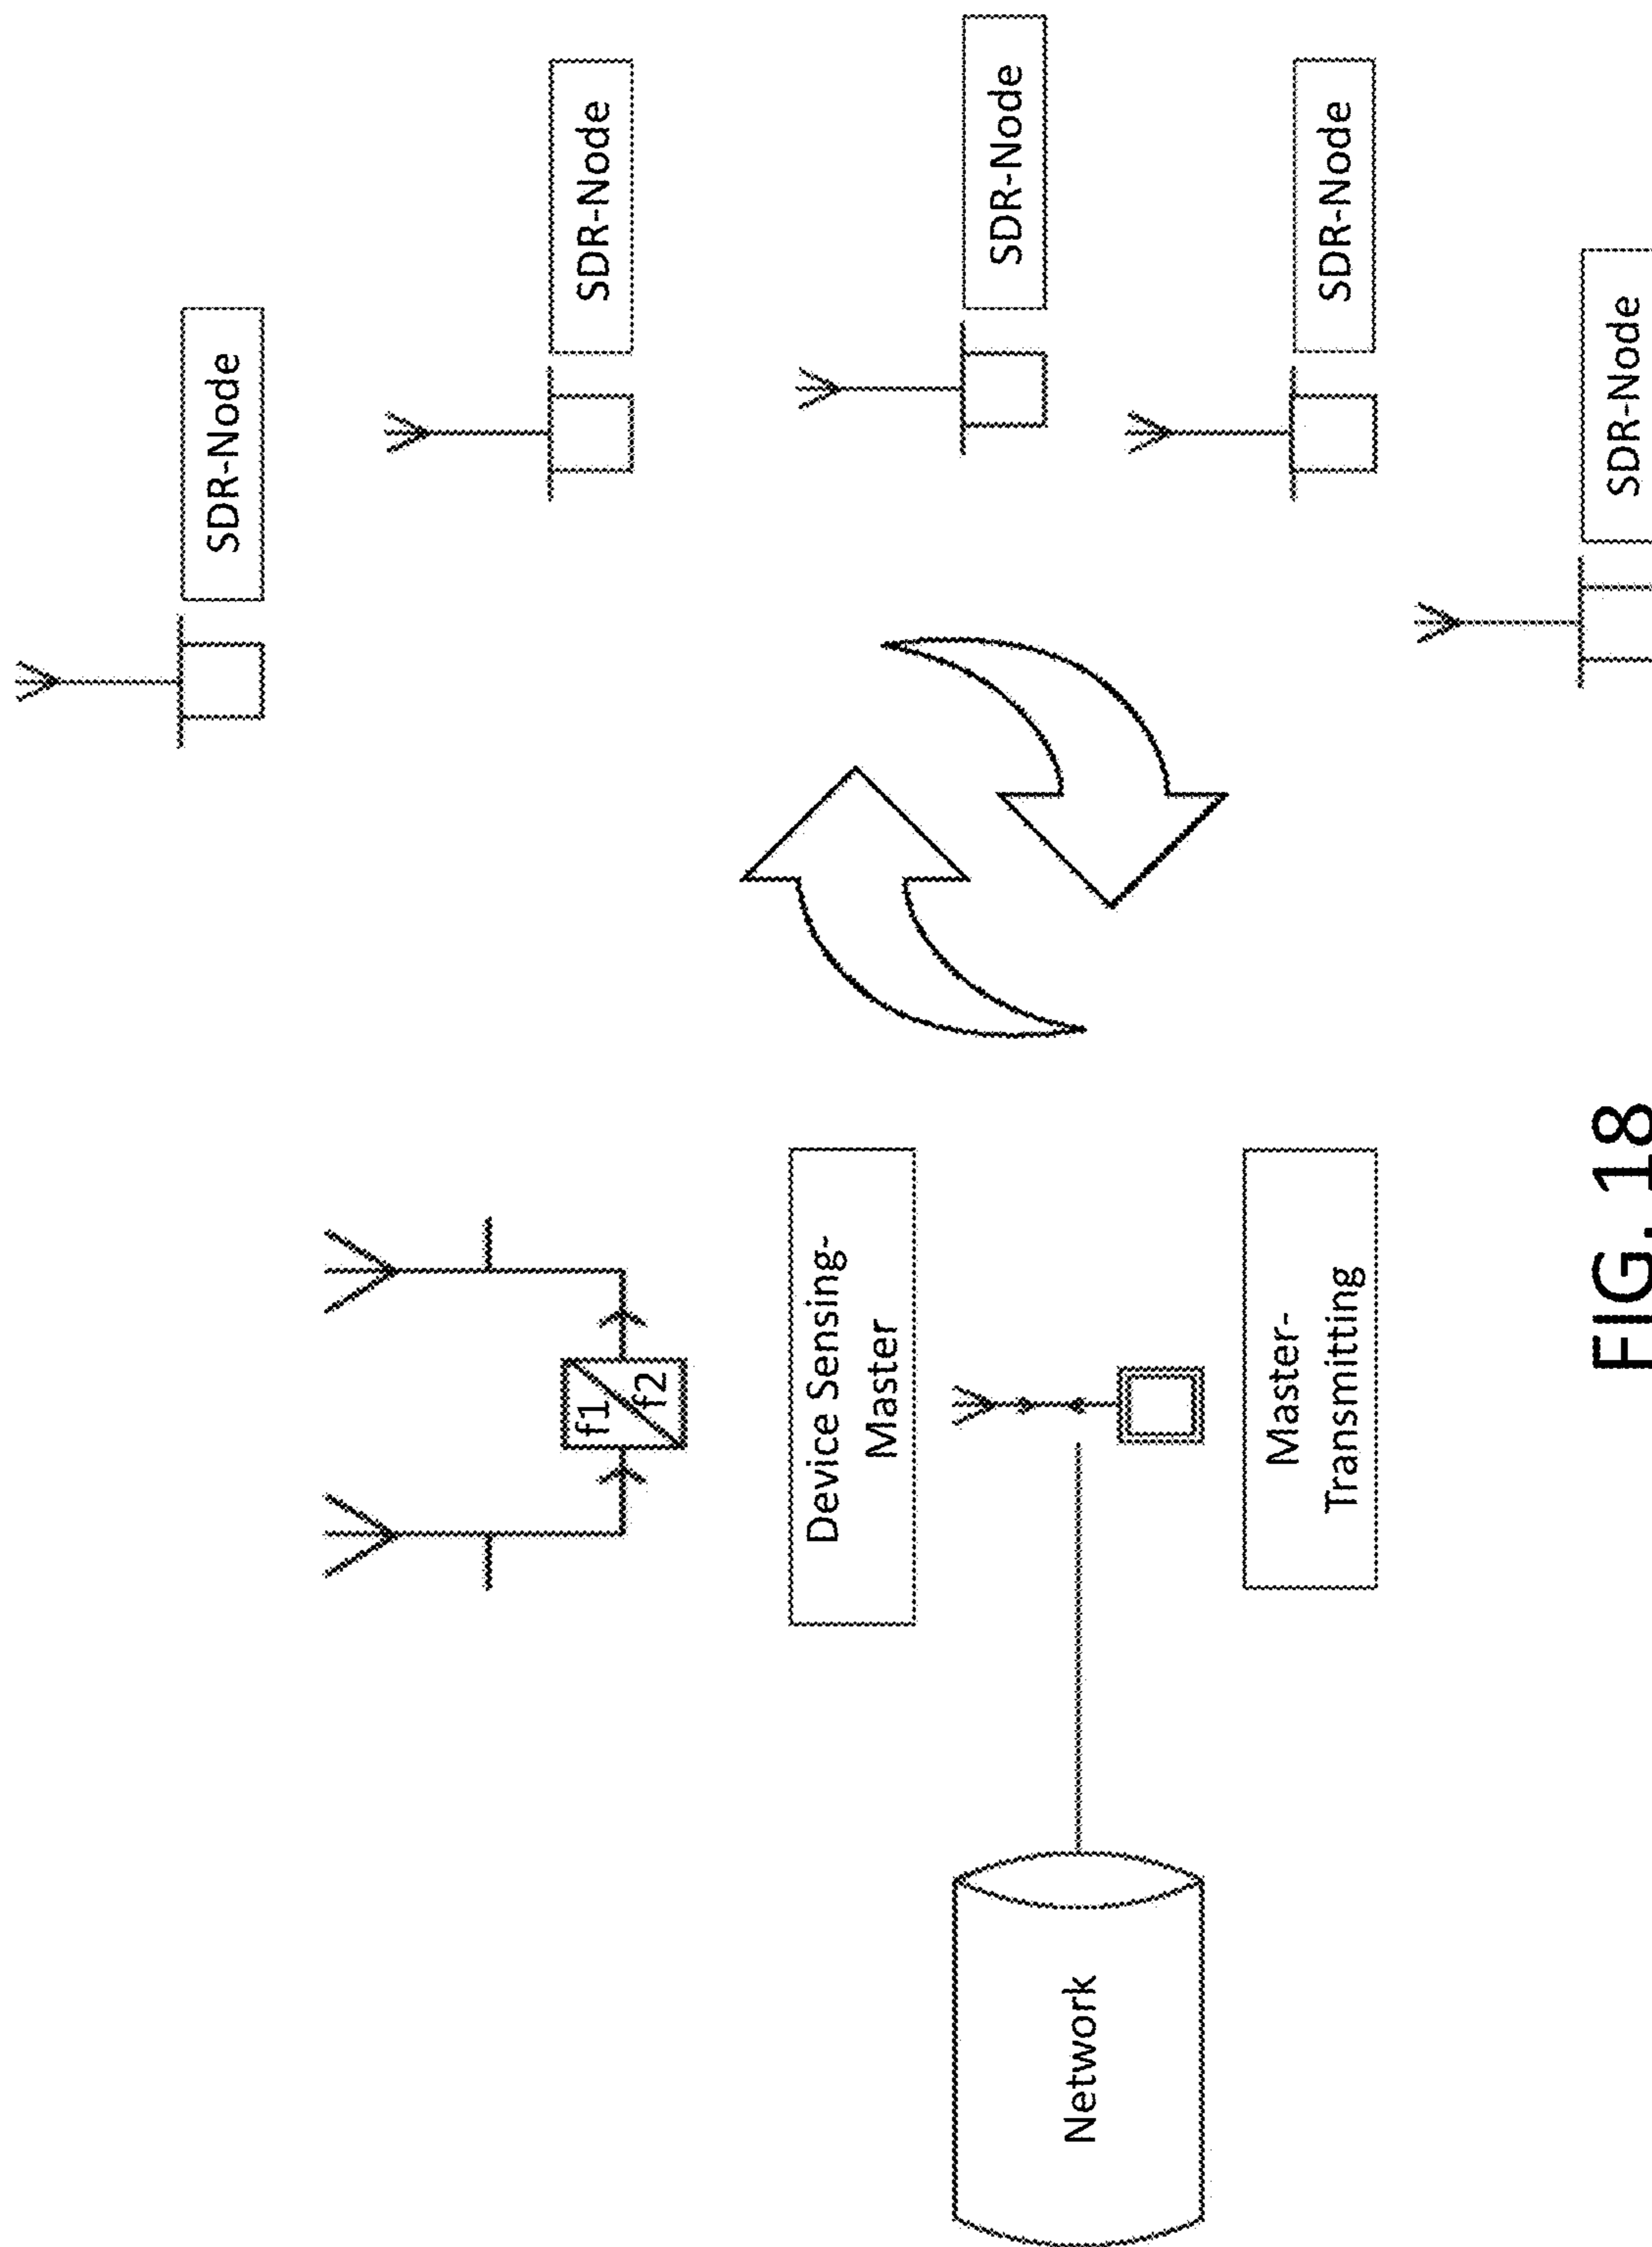 SDR-Node
SDR-Node
SDR-Node
SDR-Node
SDR-Node
f1
f2
Device Sensing-
Master
Master-
Transmitting
Network
FIG. 18